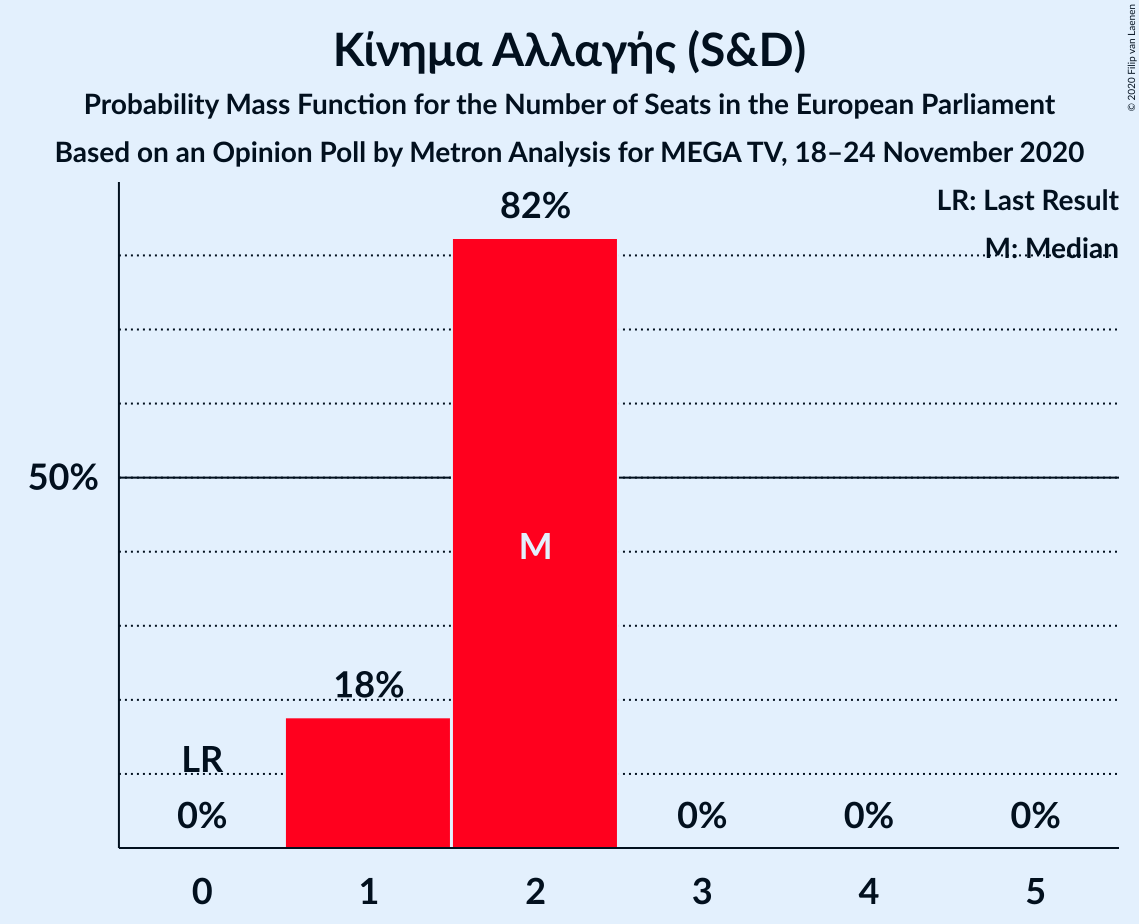 Κίνημα Αλλαγής (S&D)
Probability Mass Function for the Number of Seats in the European Parliament
Based on an Opinion Poll by Metron Analysis for MEGA TV, 18–24 November 2020
© 2020 Filip van Laenen
LR: Last Result
M: Median
82%
50%
M
18%
LR
0%
0%
0%
0%
0
1
2
3
4
5